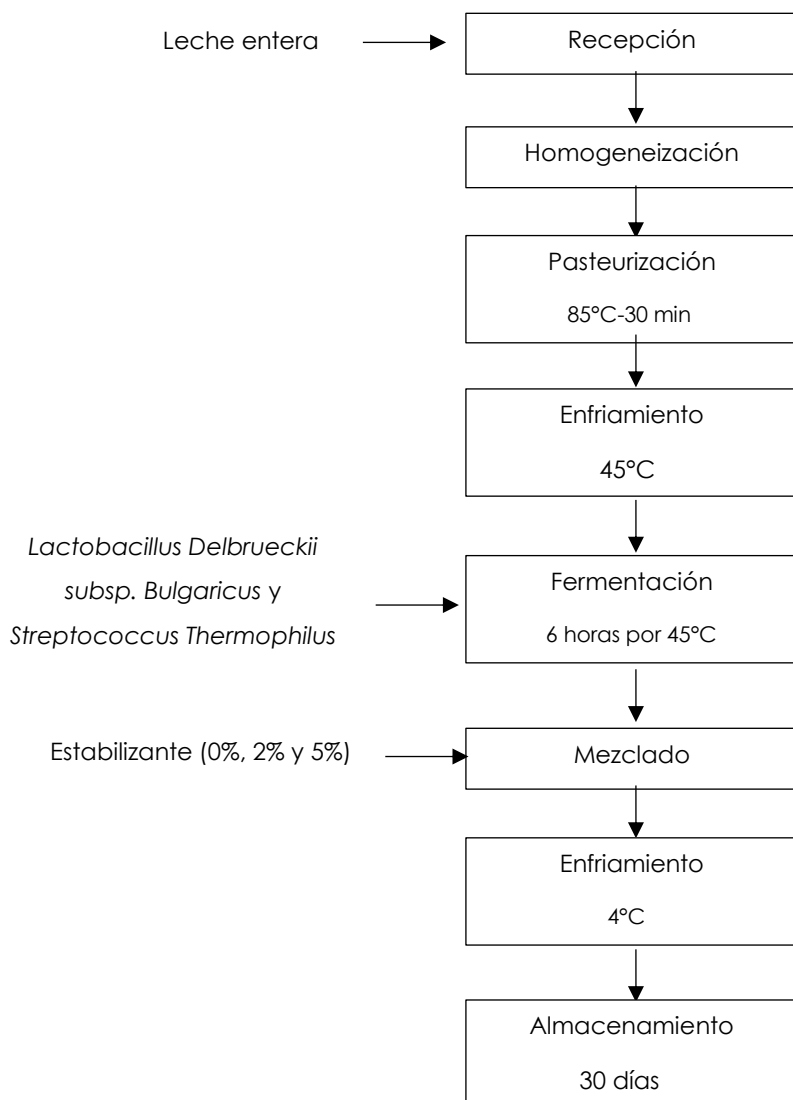 Leche entera
Recepción
Homogeneización
Pasteurización
85°C-30 min
Enfriamiento
45°C
Lactobacillus Delbrueckii
subsp. Bulgaricus y
Streptococcus Thermophilus
Fermentación
6 horas por 45°C
Estabilizante (0%, 2% y 5%)
Mezclado
Enfriamiento
4°C
Almacenamiento
30 días